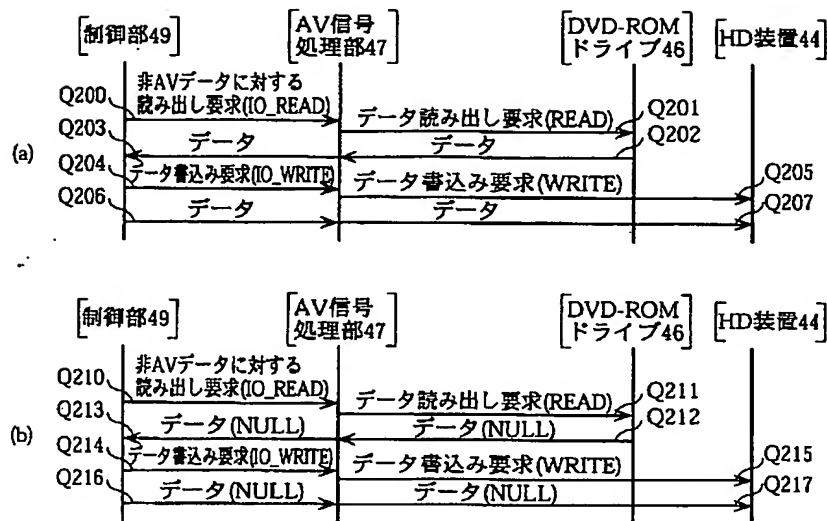 [制御部49]
[AV信号
処理部47]
[DVD-ROM
ドライブ46]
[HD装置44]
(a)
非AVデータに対する
読み出し要求(IO_READ)
Q200
データ読み出し要求(READ)
Q201
Q203
データ
データ
Q202
Q204
データ書込み要求(IO_WRITE)
データ書込み要求(WRITE)
Q205
Q206
データ
データ
Q207
[制御部49]
[AV信号
処理部47]
[DVD-ROM
ドライブ46]
[HD装置44]
(b)
非AVデータに対する
読み出し要求(IO_READ)
Q210
データ読み出し要求(READ)
Q211
Q213
データ(NULL)
データ(NULL)
Q212
Q214
データ書込み要求(IO_WRITE)
データ書込み要求(WRITE)
Q215
Q216
データ(NULL)
データ(NULL)
Q217